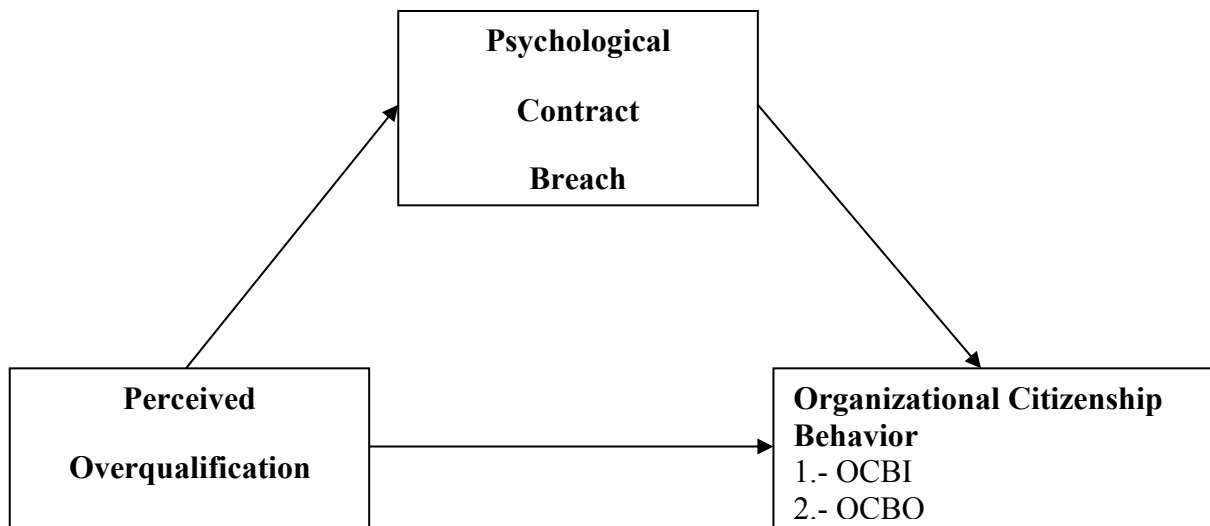 Psychological
Contract
Breach
Perceived
Overqualification
Organizational Citizenship
Behavior
1.- OCBI
2.- OCBO